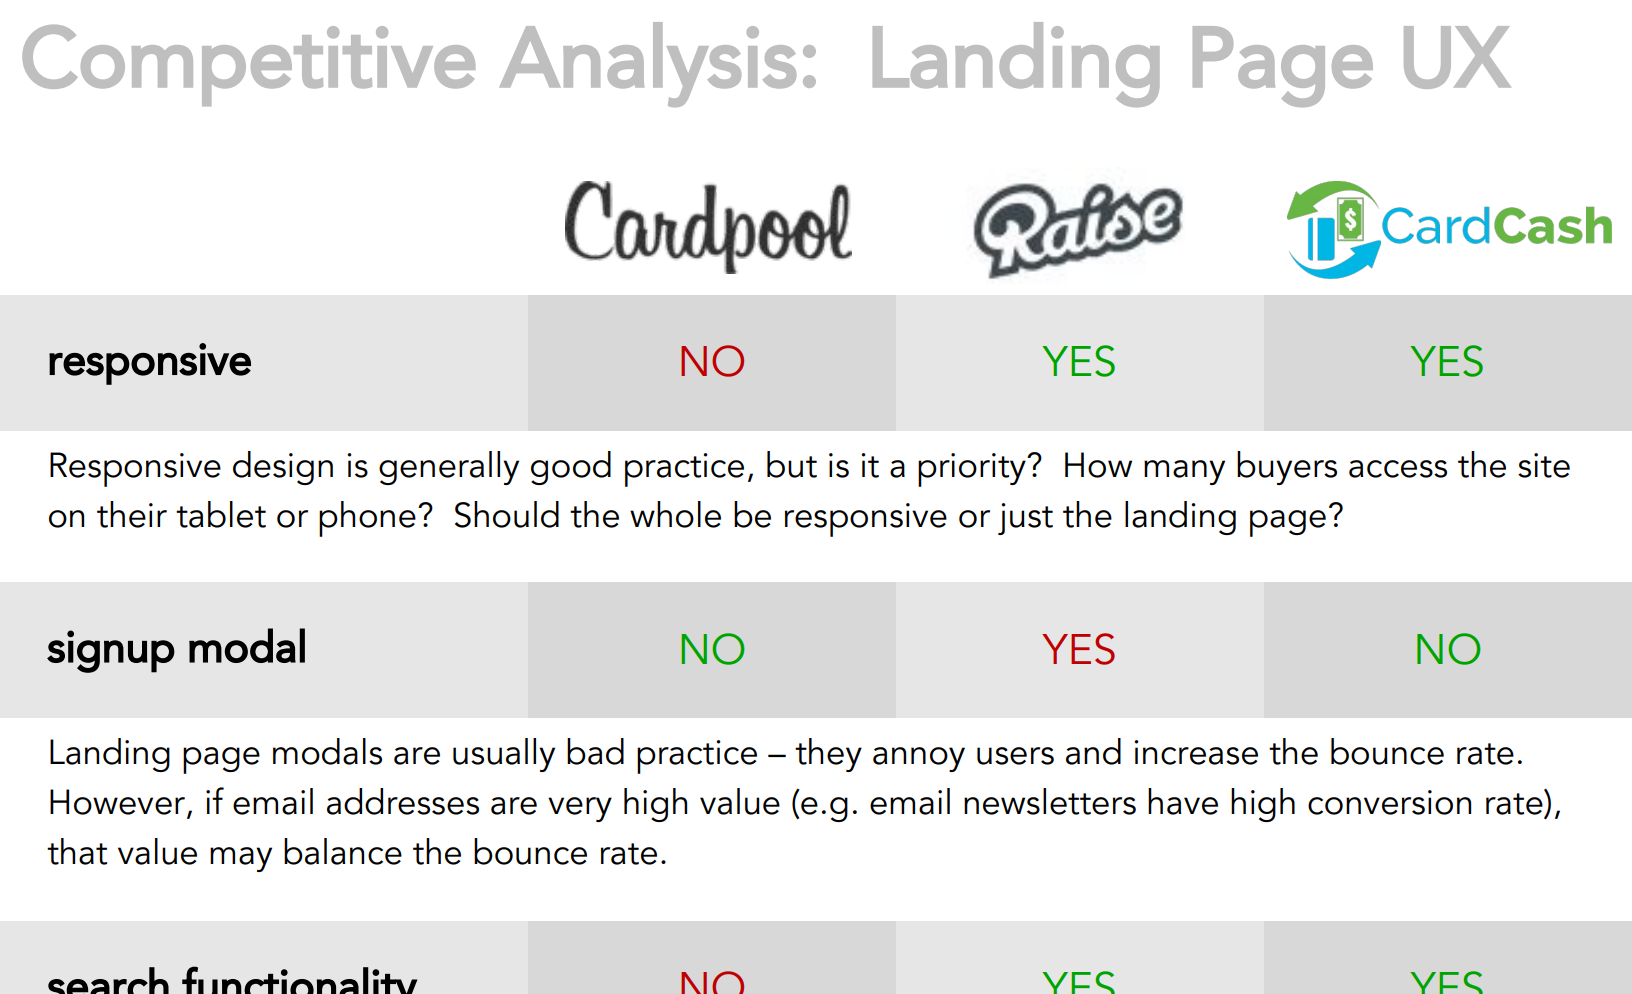 Competitive Analysis:  Landing Page UX
Cardpool Raise CardCash
responsive NO YES YES
Responsive design is generally good practice, but is it a priority?  How many buyers access the site
on their tablet or phone?  Should the whole be responsive or just the landing page?
signup modal NO YES NO
Landing page modals are usually bad practice – they annoy users and increase the bounce rate.
However, if email addresses are very high value (e.g. email newsletters have high conversion rate),
that value may balance the bounce rate.
search functionality NO YES YES